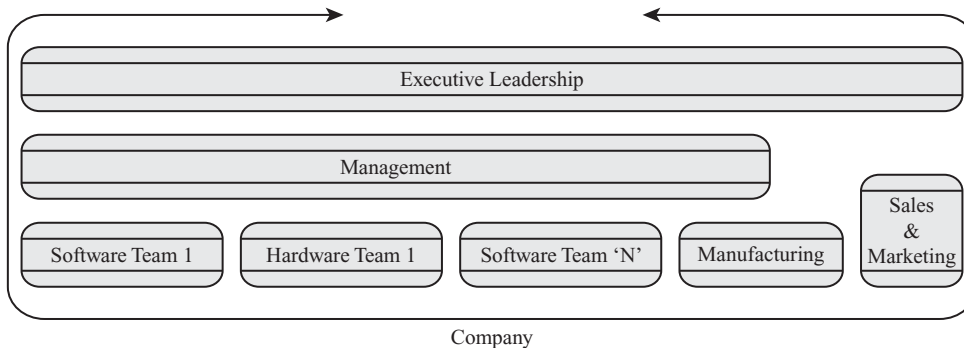 Executive Leadership
Management
Software Team 1
Hardware Team 1
Software Team ‘N’
Manufacturing
Sales
&
Marketing
Company